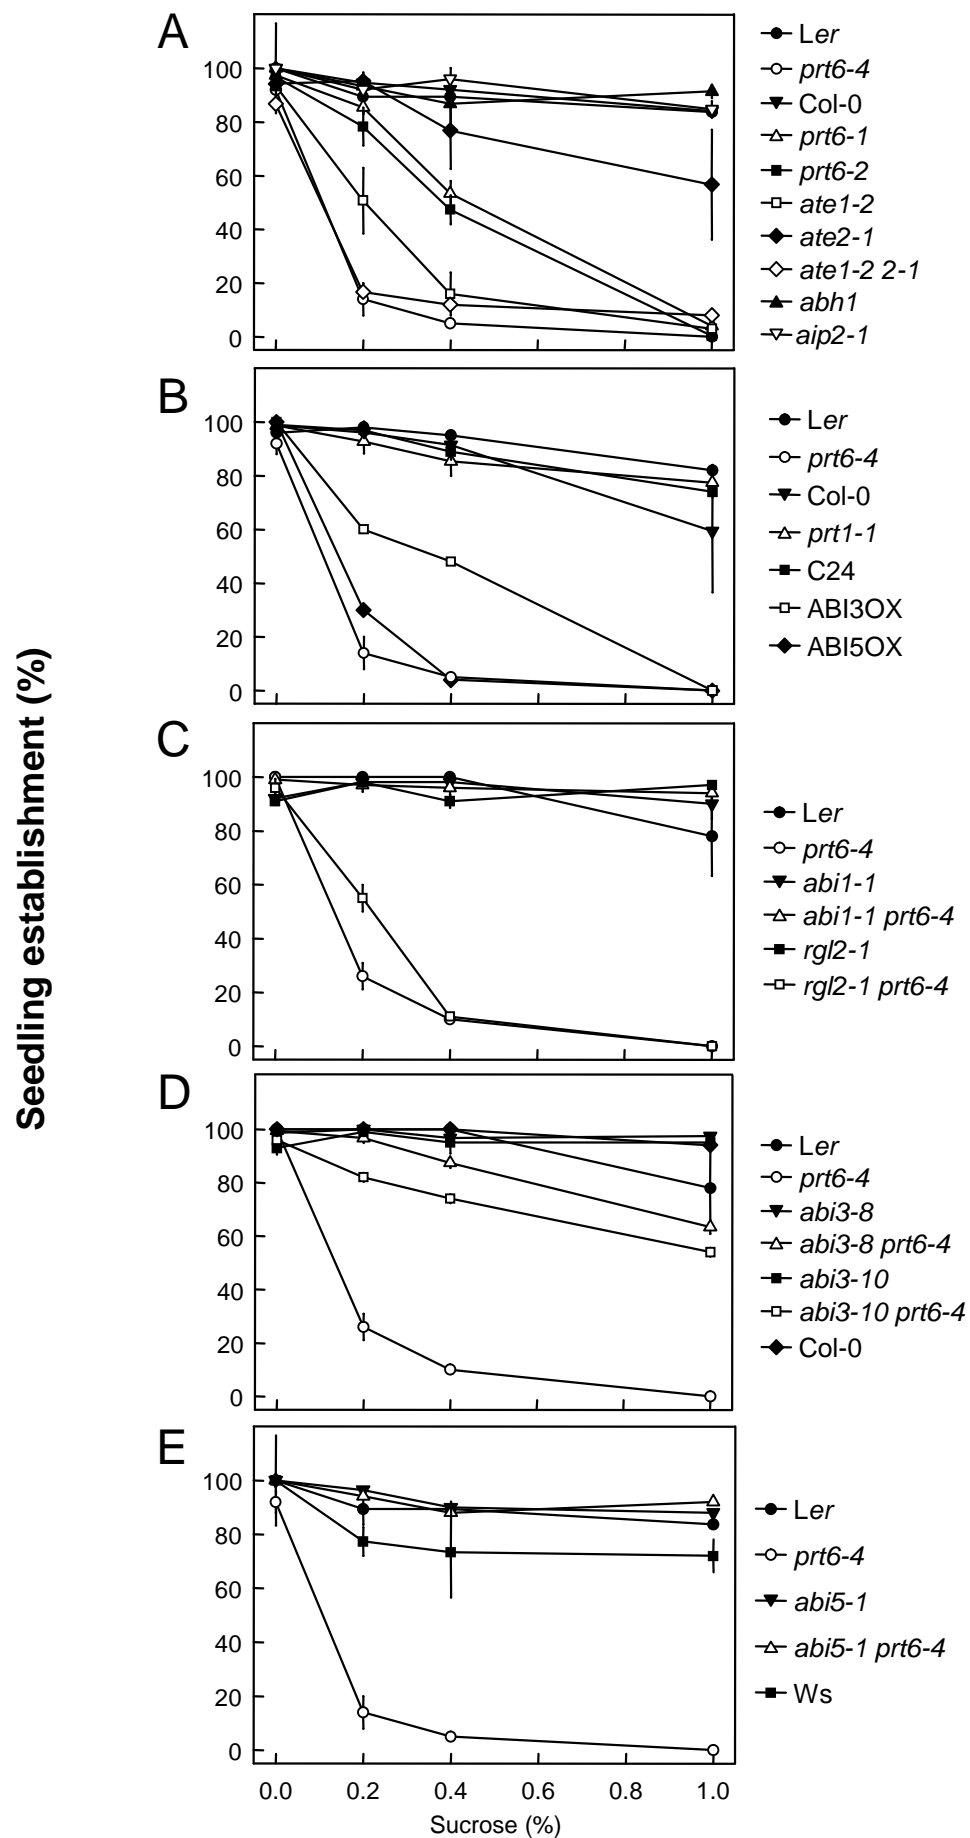 Seedling establishment (%)
A
100
80
60
40
20
0
Ler
prt6-4
Col-0
prt6-1
prt6-2
ate1-2
ate2-1
ate1-2 2-1
abh1
aip2-1
B
100
80
60
40
20
0
Ler
prt6-4
Col-0
prt1-1
C24
ABI3OX
ABI5OX
C
100
80
60
40
20
0
Ler
prt6-4
abi1-1
abi1-1 prt6-4
rgl2-1
rgl2-1 prt6-4
D
100
80
60
40
20
0
Ler
prt6-4
abi3-8
abi3-8 prt6-4
abi3-10
abi3-10 prt6-4
Col-0
E
100
80
60
40
20
0
Ler
prt6-4
abi5-1
abi5-1 prt6-4
Ws
0.0 0.2 0.4 0.6 0.8 1.0
Sucrose (%)